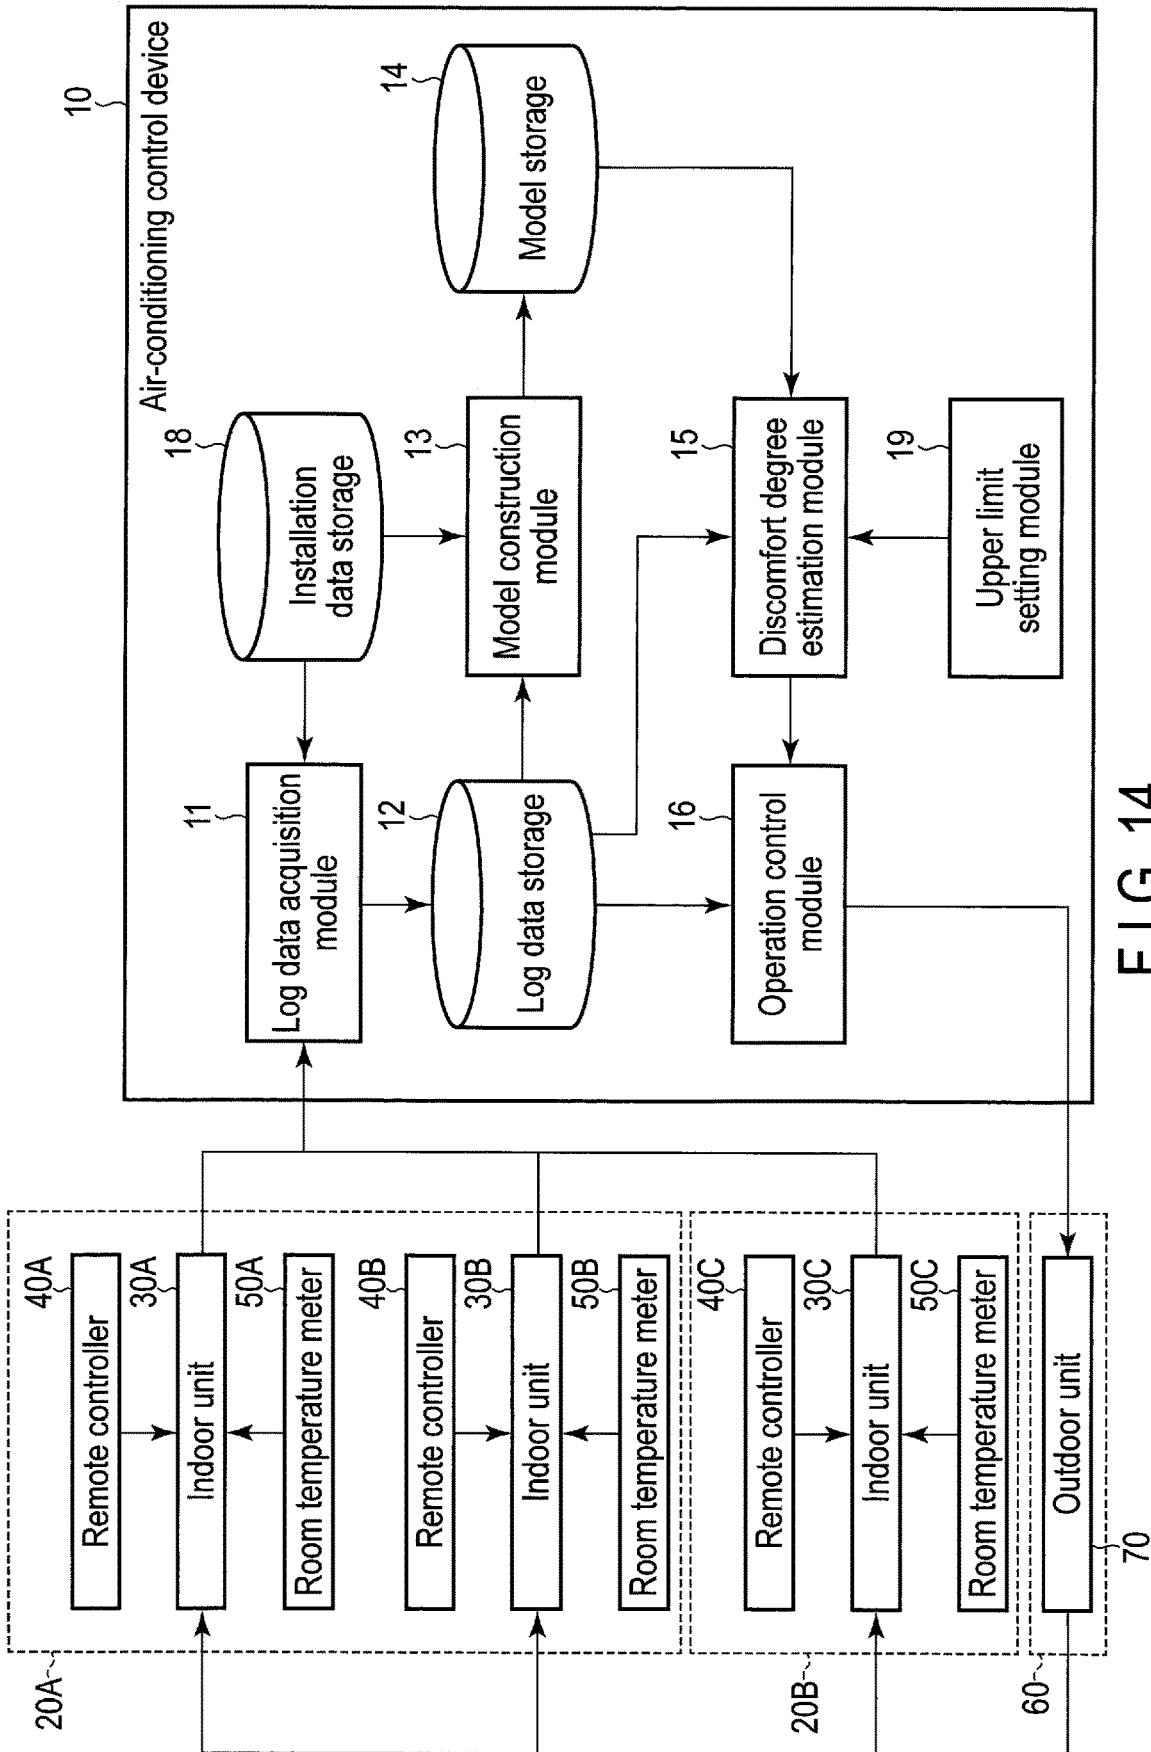 10
Air-conditioning control device
11
Log data acquisition
module
18
Installation
data storage
12
Log data storage
13
Model construction
module
14
Model storage
16
Operation control
module
15
Discomfort degree
estimation module
19
Upper limit
setting module
20A
40A
Remote controller
30A
Indoor unit
50A
Room temperature meter
40B
Remote controller
30B
Indoor unit
50B
Room temperature meter
20B
40C
Remote controller
30C
Indoor unit
50C
Room temperature meter
60
Outdoor unit
70
FIG. 14